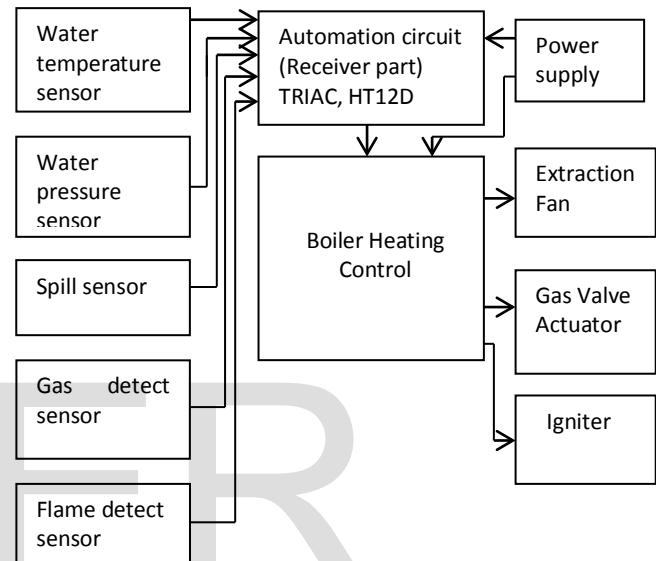 Water
temperature
sensor
Automation circuit
(Receiver part)
TRIAC, HT12D
Power
supply
Water
pressure
sensor
Boiler Heating
Control
Extraction
Fan
Spill sensor
Gas Valve
Actuator
Gas detect
sensor
Igniter
Flame detect
sensor
ER